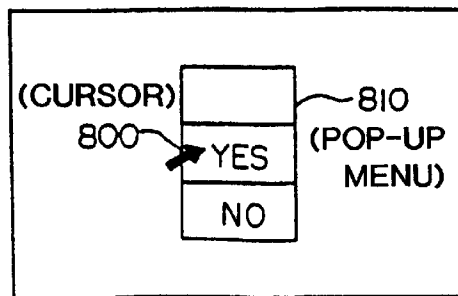 (CURSOR)
800
YES
NO
810
(POP-UP
MENU)